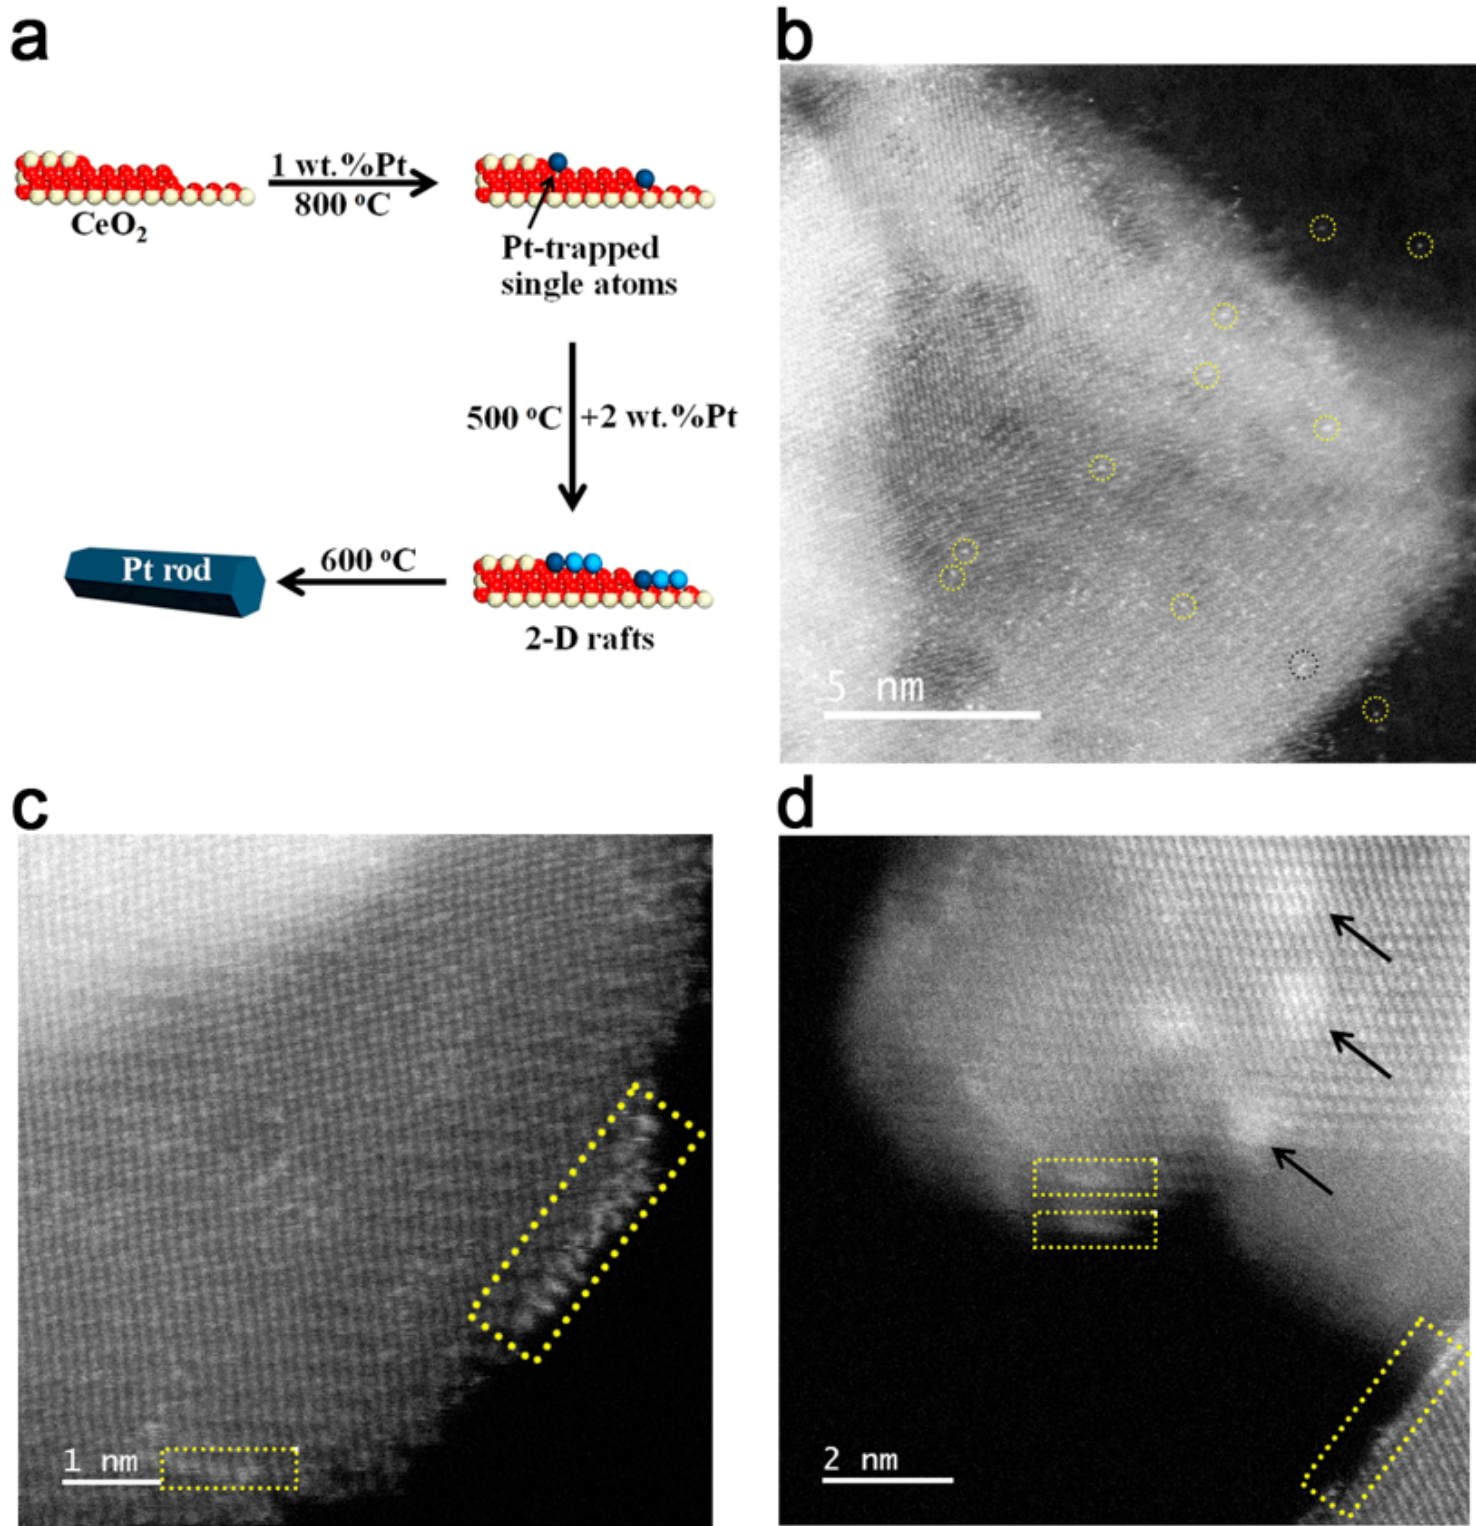 a
b
1 wt.%Pt
800 °C
CeO₂
Pt-trapped
single atoms
500 °C
+2 wt.%Pt
Pt rod
600 °C
2-D rafts
5 nm
c
d
1 nm
2 nm